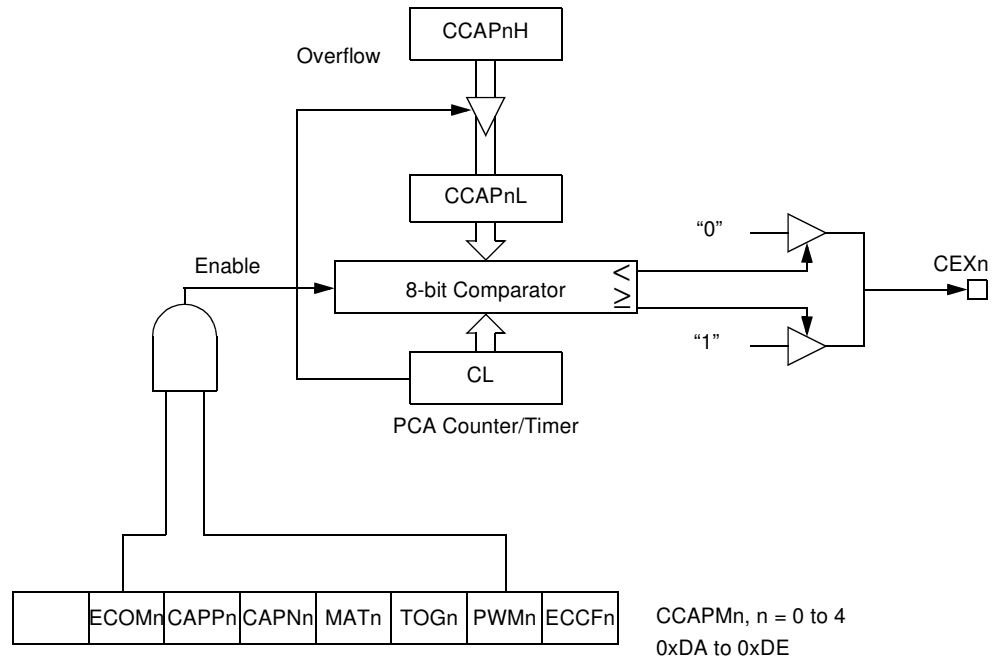 CCAPnH
Overflow
CCAPnL
“0”
Enable
<
CEXn
8-bit Comparator
≥
“1”
CL
PCA Counter/Timer
ECOMn CAPPn CAPNn MATn TOGn PWMn ECCFn
CCAPMn, n = 0 to 4
0xDA to 0xDE